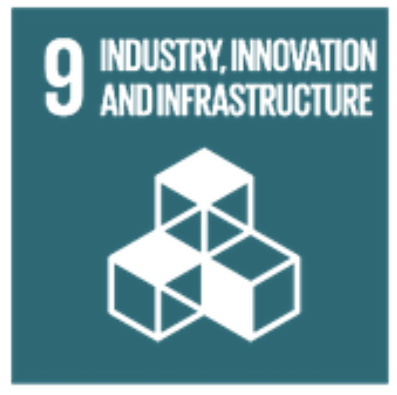 9 INDUSTRY, INNOVATION
AND INFRASTRUCTURE